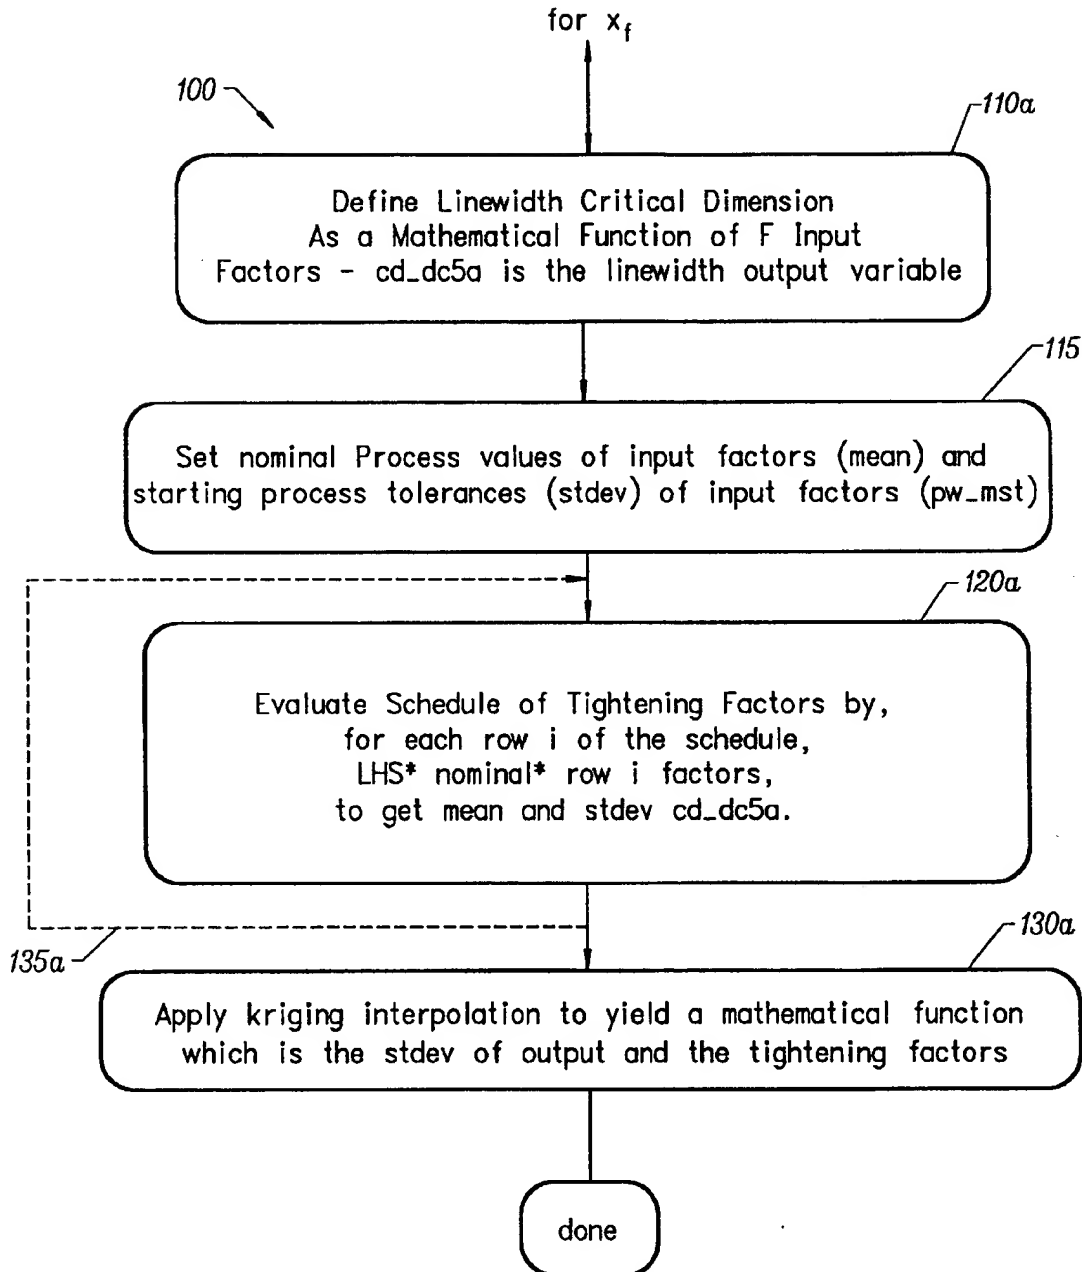 for xf
100
110a
Define Linewidth Critical Dimension
As a Mathematical Function of F Input
Factors - cd_dc5a is the linewidth output variable
115
Set nominal Process values of input factors (mean) and
starting process tolerances (stdev) of input factors (pw_mst)
120a
Evaluate Schedule of Tightening Factors by,
for each row i of the schedule,
LHS* nominal* row i factors,
to get mean and stdev cd_dc5a.
135a
130a
Apply kriging interpolation to yield a mathematical function
which is the stdev of output and the tightening factors
done